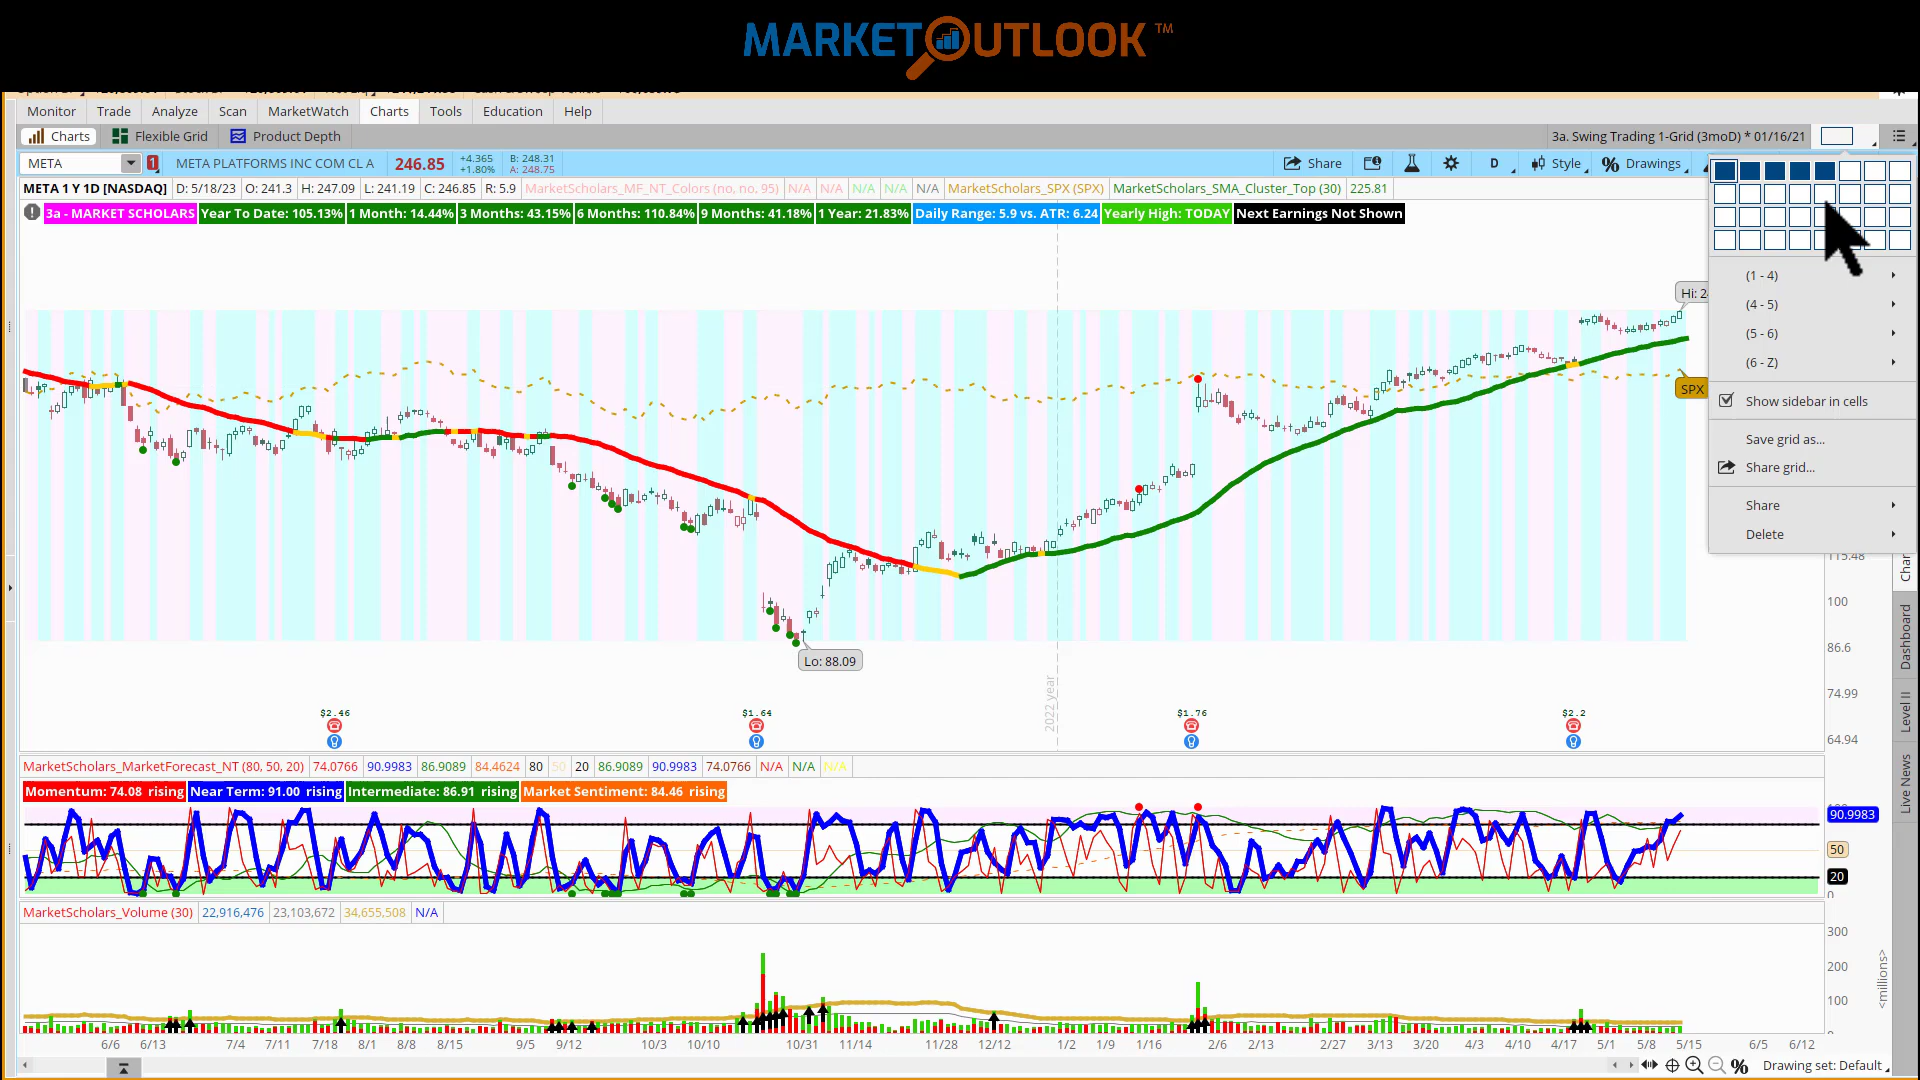 MARKETOUTLOOK™
Monitor Trade Analyze Scan MarketWatch Charts Tools Education Help
Charts Flexible Grid Product Depth 3a. Swing Trading 1-Grid (3moD) * 01/16/21
META 1 META PLATFORMS INC COM CL A 246.85 +4.365 +1.80% B: 248.31 A: 248.75 Share D Style Drawings
META 1 Y 1D [NASDAQ] D: 5/18/23 O: 241.3 H: 247.09 L: 241.19 C: 246.85 R: 5.9 MarketScholars_MF_NT_Colors (no, no, 95) N/A N/A N/A N/A N/A MarketScholars_SPX (SPX) MarketScholars_SMA_Cluster_Top (30) 225.81
3a - MARKET SCHOLARS Year To Date: 105.13% 1 Month: 14.44% 3 Months: 43.15% 6 Months: 110.84% 9 Months: 41.18% 1 Year: 21.83% Daily Range: 5.9 vs. ATR: 6.24 Yearly High: TODAY Next Earnings Not Shown
(1 - 4)
(4 - 5)
(5 - 6)
(6 - Z)
Show sidebar in cells
Save grid as...
Share grid...
Share
Delete
Hi: 2
SPX
Lo: 88.09
2022 year
$2.46 $1.64 $1.76 $2.2
115.48
100
86.6
74.99
64.94
Dashboard
Level II
Live News
MarketScholars_MarketForecast_NT (80, 50, 20) 74.0766 90.9983 86.9089 84.4624 80 50 20 86.9089 90.9983 74.0766 N/A N/A N/A
Momentum: 74.08 rising Near Term: 91.00 rising Intermediate: 86.91 rising Market Sentiment: 84.46 rising
90.9983
50
20
0
MarketScholars_Volume (30) 22,916,476 23,103,672 34,655,508 N/A
300
200
100
<millions>
6/6 6/13 7/4 7/11 7/18 8/1 8/8 8/15 9/5 9/12 10/3 10/10 10/31 11/14 11/28 12/12 1/2 1/9 1/16 2/6 2/13 2/27 3/13 3/20 4/3 4/10 4/17 5/1 5/8 5/15 6/5 6/12
Drawing set: Default